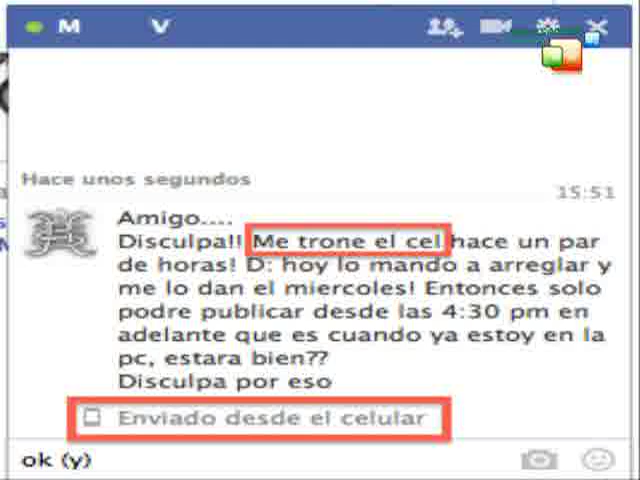 M V
Hace unos segundos
15:51
Amigo....
Disculpa!! Me trone el cel hace un par
de horas! D: hoy lo mando a arreglar y
me lo dan el miercoles! Entonces solo
podre publicar desde las 4:30 pm en
adelante que es cuando ya estoy en la
pc, estara bien??
Disculpa por eso
Enviado desde el celular
ok (y)